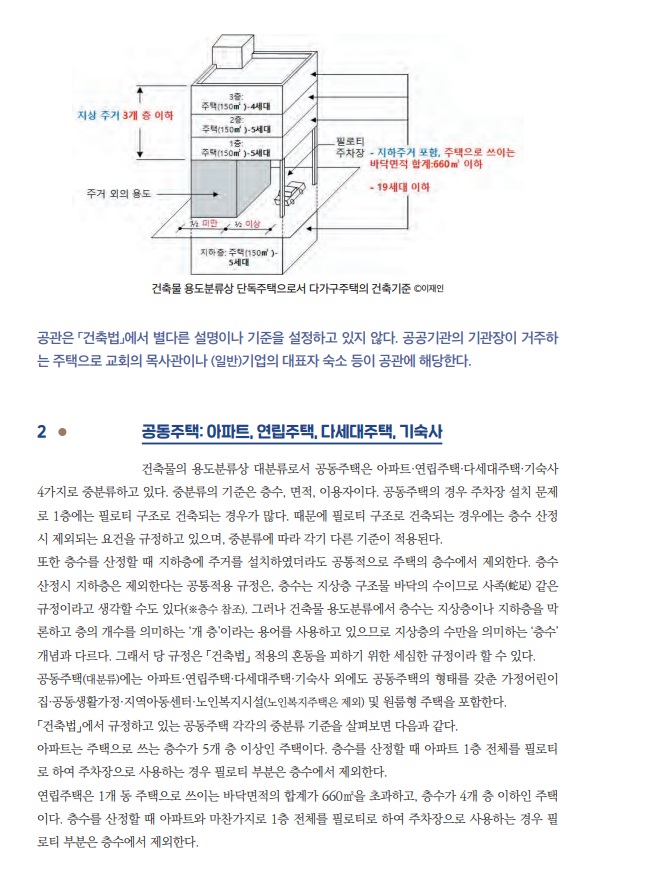 3층:
주택(150㎡)-4세대
지상 주거 3개 층 이하
2층:
주택(150㎡)-5세대
1층:
주택(150㎡)-5세대
필로티
주차장
- 지하주거 포함, 주택으로 쓰이는
바닥면적 합계:660㎡ 이하
- 19세대 이하
주거 외의 용도
½ 미만
½ 이상
지하층: 주택(150㎡)-
5세대
건축물 용도분류상 단독주택으로서 다가구주택의 건축기준 ©이재인
공관은 「건축법」에서 별다른 설명이나 기준을 설정하고 있지 않다. 공공기관의 기관장이 거주하
는 주택으로 교회의 목사관이나 (일반)기업의 대표자 숙소 등이 공관에 해당한다.
2 ● 공동주택: 아파트, 연립주택, 다세대주택, 기숙사
건축물의 용도분류상 대분류로서 공동주택은 아파트·연립주택·다세대주택·기숙사
4가지로 중분류하고 있다. 중분류의 기준은 층수, 면적, 이용자이다. 공동주택의 경우 주차장 설치 문제
로 1층에는 필로티 구조로 건축되는 경우가 많다. 때문에 필로티 구조로 건축되는 경우에는 층수 산정
시 제외되는 요건을 규정하고 있으며, 중분류에 따라 각기 다른 기준이 적용된다.
또한 층수를 산정할 때 지하층에 주거를 설치하였더라도 공통적으로 주택의 층수에서 제외한다. 층수
산정시 지하층은 제외한다는 공통적용 규정은, 층수는 지상층 구조물 바닥의 수이므로 사족(蛇足) 같은
규정이라고 생각할 수도 있다(※층수 참조). 그러나 건축물 용도분류에서 층수는 지상층이나 지하층을 막
론하고 층의 개수를 의미하는 '개 층'이라는 용어를 사용하고 있으므로 지상층의 수만을 의미하는 '층수'
개념과 다르다. 그래서 당 규정은 「건축법」 적용의 혼동을 피하기 위한 세심한 규정이라 할 수 있다.
공동주택(대분류)에는 아파트·연립주택·다세대주택·기숙사 외에도 공동주택의 형태를 갖춘 가정어린이
집·공동생활가정·지역아동센터·노인복지시설(노인복지주택은 제외) 및 원룸형 주택을 포함한다.
「건축법」에서 규정하고 있는 공동주택 각각의 중분류 기준을 살펴보면 다음과 같다.
아파트는 주택으로 쓰는 층수가 5개 층 이상인 주택이다. 층수를 산정할 때 아파트 1층 전체를 필로티
로 하여 주차장으로 사용하는 경우 필로티 부분은 층수에서 제외한다.
연립주택은 1개 동 주택으로 쓰이는 바닥면적의 합계가 660㎡을 초과하고, 층수가 4개 층 이하인 주택
이다. 층수를 산정할 때 아파트와 마찬가지로 1층 전체를 필로티로 하여 주차장으로 사용하는 경우 필
로티 부분은 층수에서 제외한다.